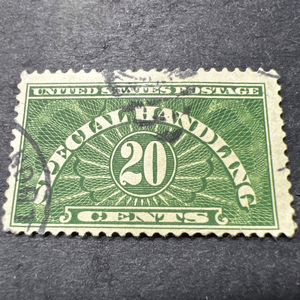 UNITED STATES POSTAGE
SPECIAL HANDLING
20
CENTS